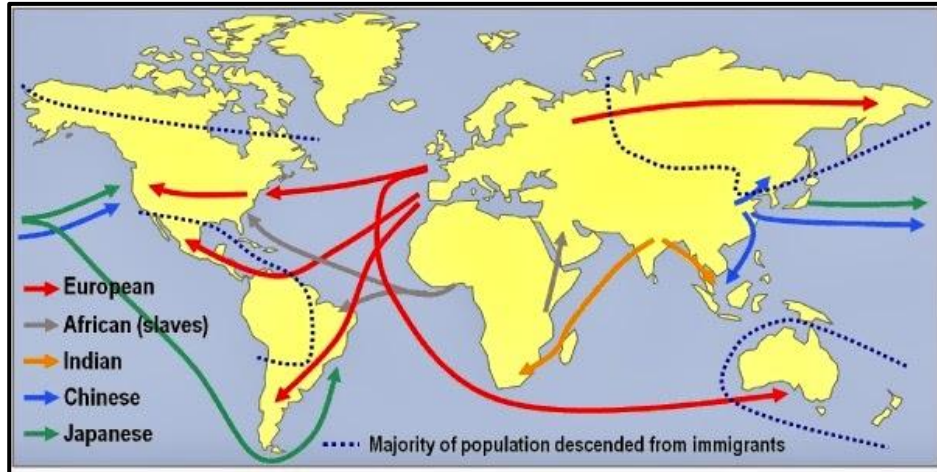 European
African (slaves)
Indian
Chinese
Japanese
Majority of population descended from immigrants